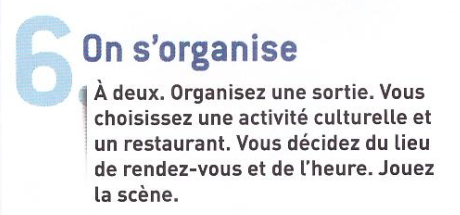 6 On s'organise
À deux. Organisez une sortie. Vous
choisissez une activité culturelle et
un restaurant. Vous décidez du lieu
de rendez-vous et de l'heure. Jouez
la scène.